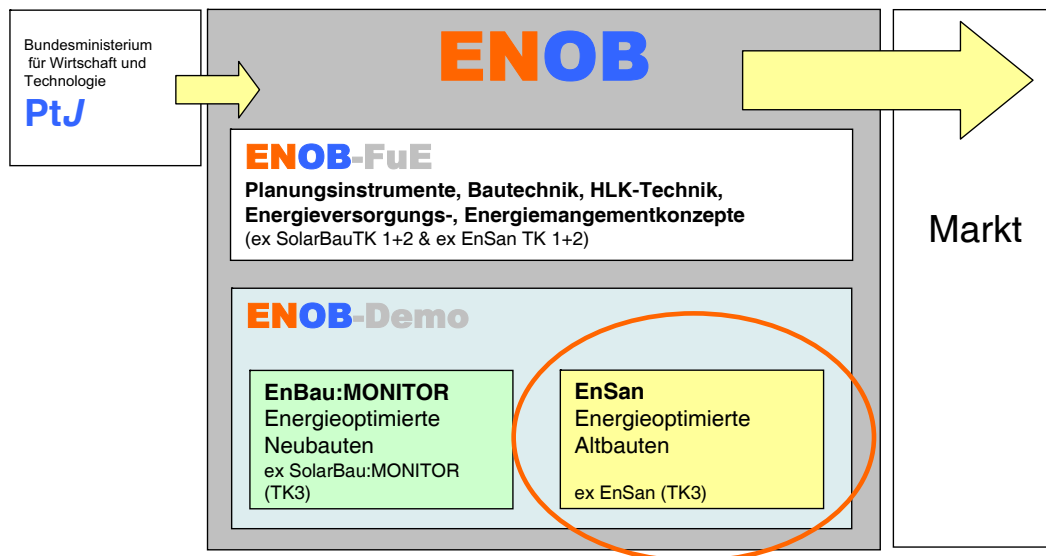 Bundesministerium
für Wirtschaft und
Technologie
PtJ
ENOB
ENOB-FuE
Planungsinstrumente, Bautechnik, HLK-Technik,
Energieversorgungs-, Energiemangementkonzepte
(ex SolarBauTK 1+2 & ex EnSan TK 1+2)
ENOB-Demo
EnBau:MONITOR
Energieoptimierte
Neubauten
ex SolarBau:MONITOR
(TK3)
EnSan
Energieoptimierte
Altbauten
ex EnSan (TK3)
Markt